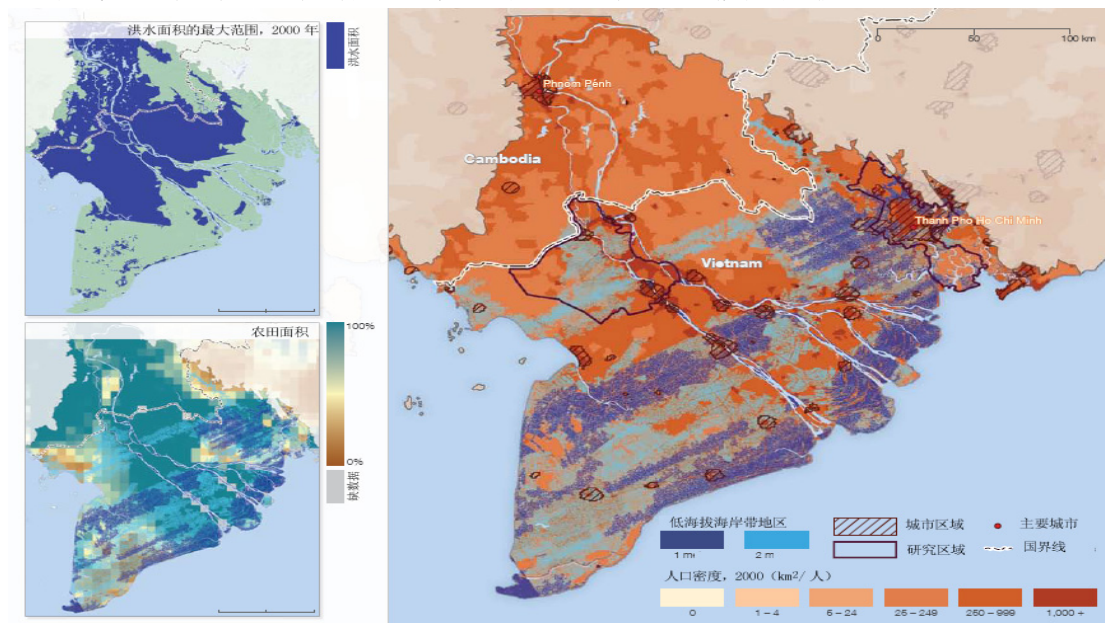 洪水面积的最大范围，2000 年
洪水面积
农田面积
100%
0%
缺数据
0
50
100 km
Phnom Pénh
Cambodia
Thanh Pho Ho Chi Minh
Vietnam
低海拔海岸带地区
1 m
2 m
城市区域
主要城市
研究区域
国界线
人口密度，2000（km²/ 人）
0
1 – 4
5 – 24
25 – 249
250 – 999
1,000 +